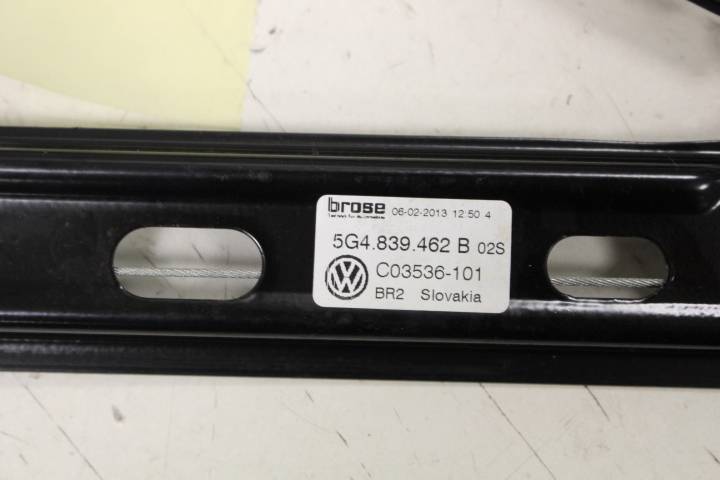 brose 06-02-2013 12 50 4
5G4.839.462 B 02S
C03536-101
BR2 Slovakia